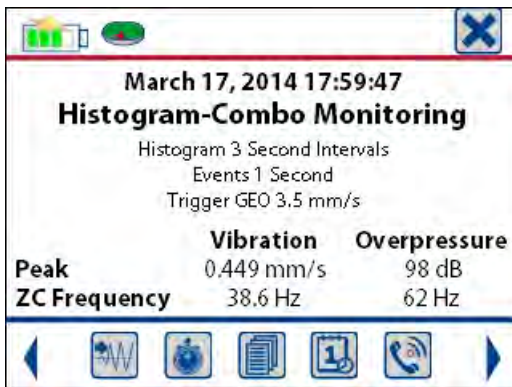 March 17, 2014 17:59:47
Histogram-Combo Monitoring
Histogram 3 Second Intervals
Events 1 Second
Trigger GEO 3.5 mm/s
Vibration Overpressure
Peak 0.449 mm/s 98 dB
ZC Frequency 38.6 Hz 62 Hz
1